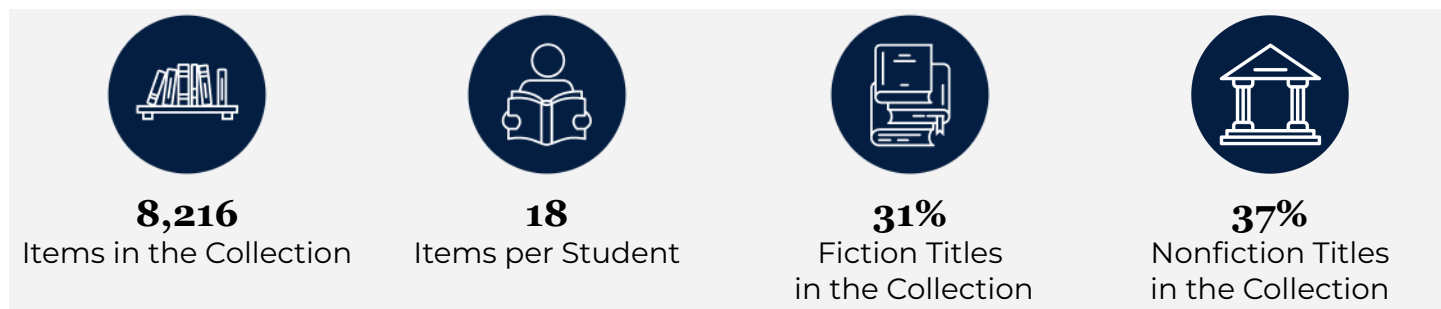 8,216
Items in the Collection
18
Items per Student
31%
Fiction Titles
in the Collection
37%
Nonfiction Titles
in the Collection